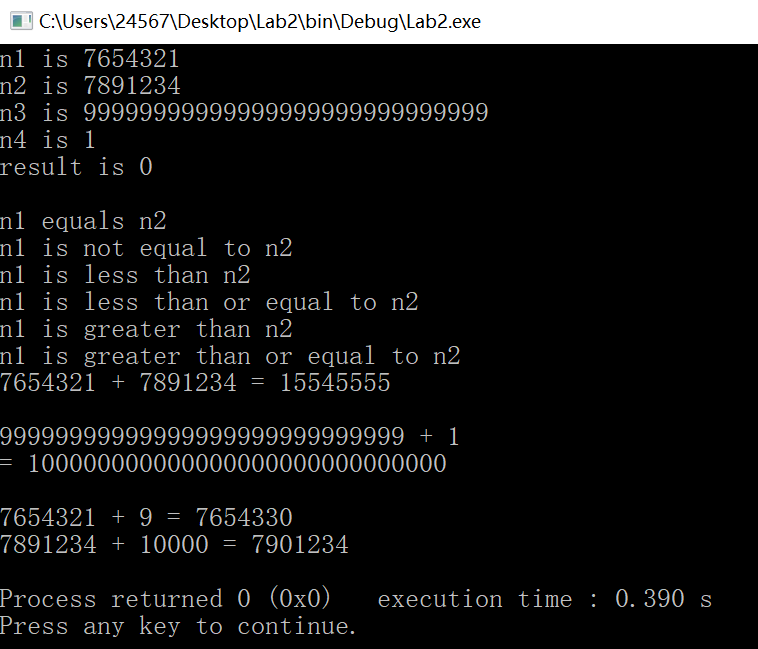 C:\Users\24567\Desktop\Lab2\bin\Debug\Lab2.exe
n1 is 7654321
n2 is 7891234
n3 is 99999999999999999999999999999
n4 is 1
result is 0
n1 equals n2
n1 is not equal to n2
n1 is less than n2
n1 is less than or equal to n2
n1 is greater than n2
n1 is greater than or equal to n2
7654321 + 7891234 = 15545555
99999999999999999999999999999 + 1
= 100000000000000000000000000000
7654321 + 9 = 7654330
7891234 + 10000 = 7901234
Process returned 0 (0x0)   execution time : 0.390 s
Press any key to continue.